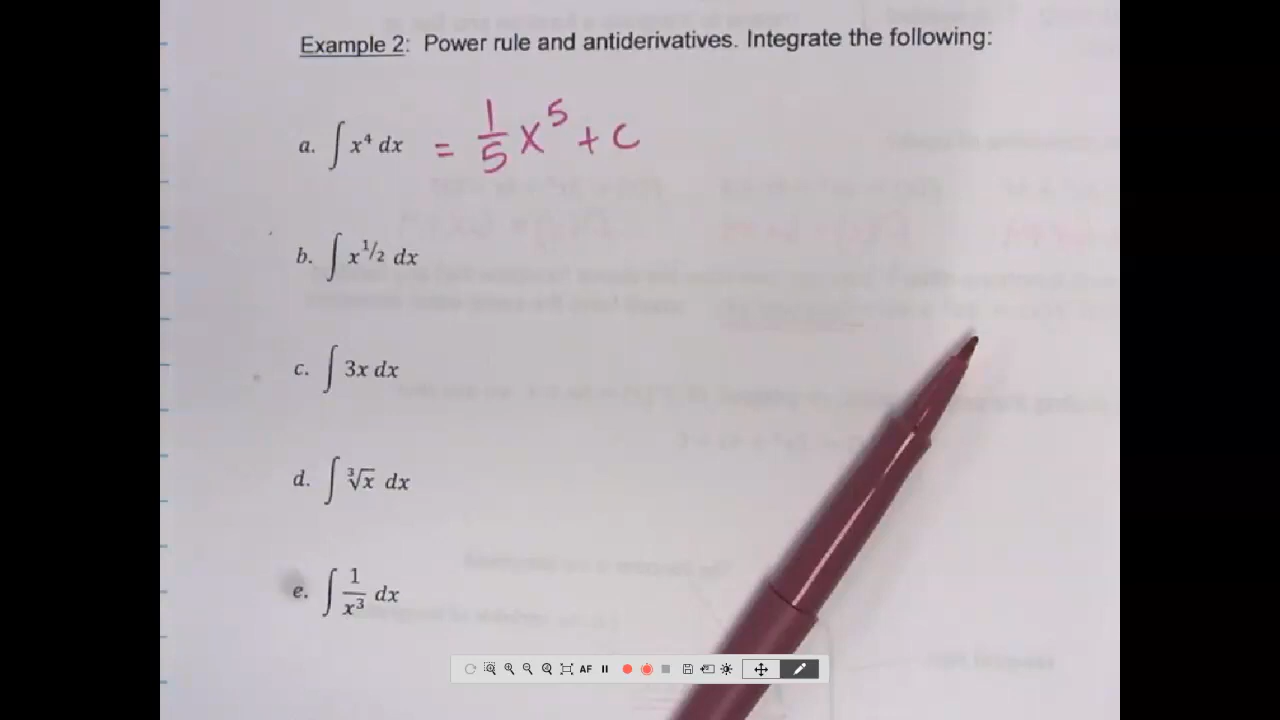 Example 2: Power rule and antiderivatives. Integrate the following:
a. ∫ x⁴ dx = 1/5 x⁵ + C
b. ∫ x^{1/2} dx
c. ∫ 3x dx
d. ∫ ∛x dx
e. ∫ 1/x³ dx
AF